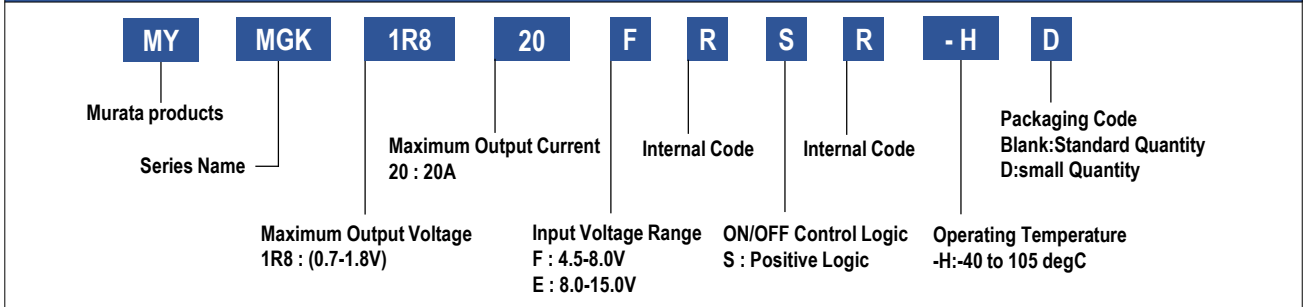 MY MGK 1R8 20 F R S R - H D
Murata products
Series Name
Maximum Output Voltage
1R8 : (0.7-1.8V)
Maximum Output Current
20 : 20A
Input Voltage Range
F : 4.5-8.0V
E : 8.0-15.0V
Internal Code
ON/OFF Control Logic
S : Positive Logic
Internal Code
Operating Temperature
-H:-40 to 105 degC
Packaging Code
Blank:Standard Quantity
D:small Quantity